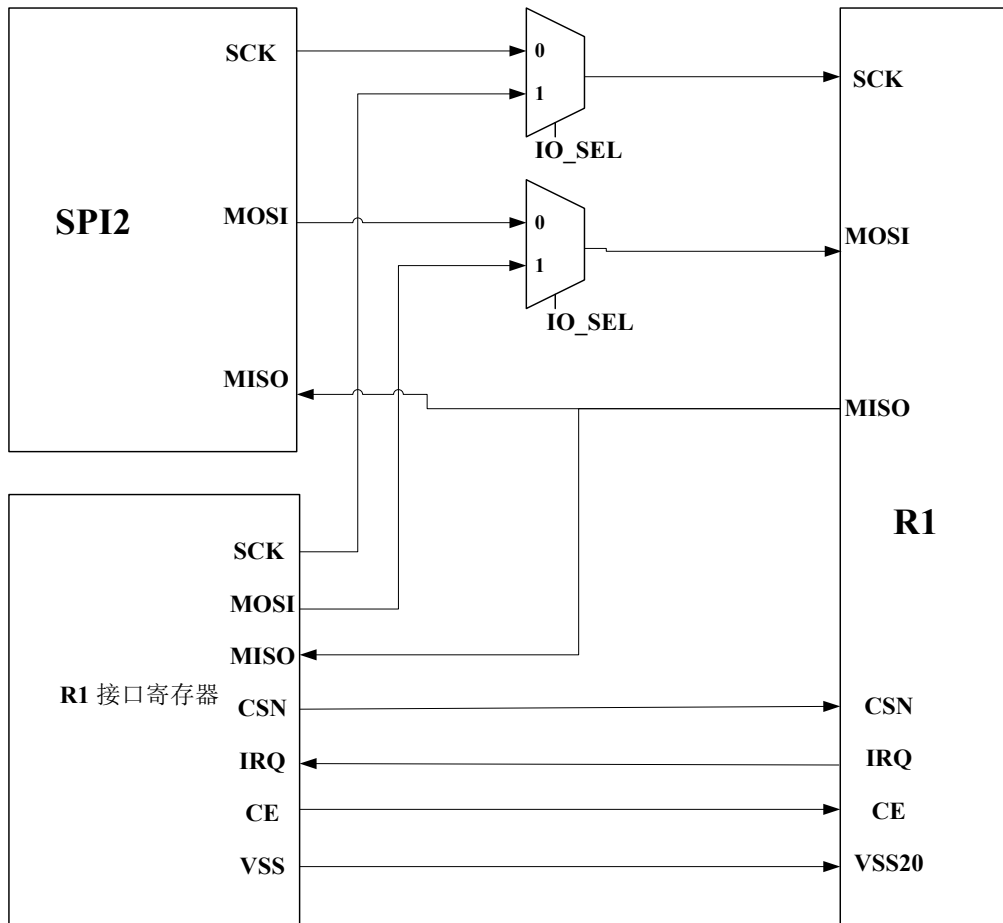 SCK
0
SCK
1
IO_SEL
SPI2
MOSI
0
MOSI
1
IO_SEL
MISO
MISO
R1
SCK
MOSI
MISO
R1 接口寄存器
CSN
CSN
IRQ
IRQ
CE
CE
VSS
VSS20